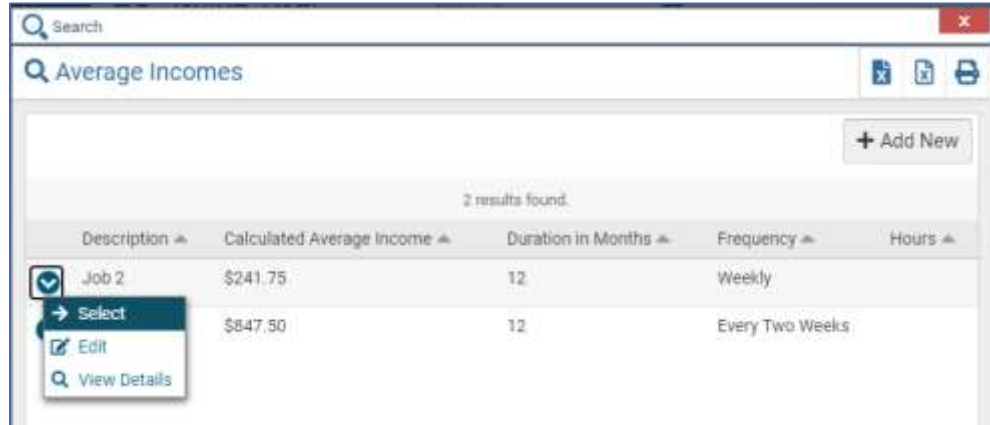 Search
x
Average Incomes
+ Add New
2 results found.
Description Calculated Average Income Duration in Months Frequency Hours
Job 2 $241.75 12 Weekly
Select
$847.50 12 Every Two Weeks
Edit
View Details